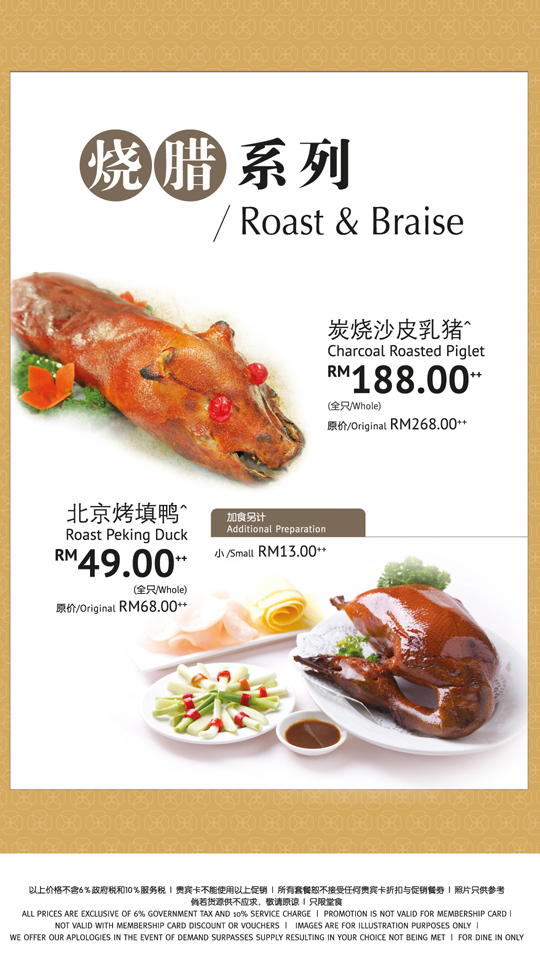 烧腊系列
/ Roast & Braise
炭烧沙皮乳猪^
Charcoal Roasted Piglet
RM188.00++
(全只/Whole)
原价/Original RM268.00++
北京烤填鸭^
Roast Peking Duck
RM49.00++
(全只/Whole)
原价/Original RM68.00++
加食另计
Additional Preparation
小 /Small RM13.00++
以上价格不含6%政府税和10%服务税 | 贵宾卡不能使用以上促销 | 所有套餐恕不接受任何贵宾卡折扣与促销餐券 | 照片只供参考
倘若货源供不应求，敬请原谅 | 只限堂食
ALL PRICES ARE EXCLUSIVE OF 6% GOVERNMENT TAX AND 10% SERVICE CHARGE | PROMOTION IS NOT VALID FOR MEMBERSHIP CARD |
NOT VALID WITH MEMBERSHIP CARD DISCOUNT OR VOUCHERS | IMAGES ARE FOR ILLUSTRATION PURPOSES ONLY |
WE OFFER OUR APLOLOGIES IN THE EVENT OF DEMAND SURPASSES SUPPLY RESULTING IN YOUR CHOICE NOT BEING MET | FOR DINE IN ONLY